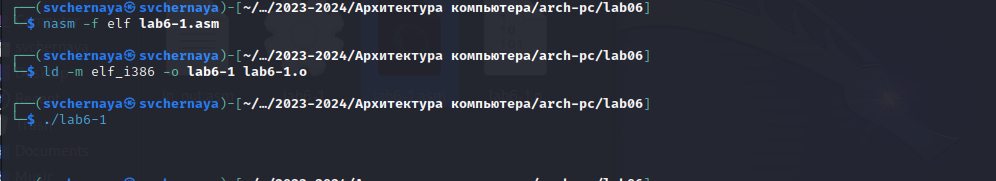 ┌──(svchernaya㉿ svchernaya)-[~/…/2023-2024/Архитектура компьютера/arch-pc/lab06]
└─$ nasm -f elf lab6-1.asm
┌──(svchernaya㉿ svchernaya)-[~/…/2023-2024/Архитектура компьютера/arch-pc/lab06]
└─$ ld -m elf_i386 -o lab6-1 lab6-1.o
┌──(svchernaya㉿ svchernaya)-[~/…/2023-2024/Архитектура компьютера/arch-pc/lab06]
└─$ ./lab6-1
Documents